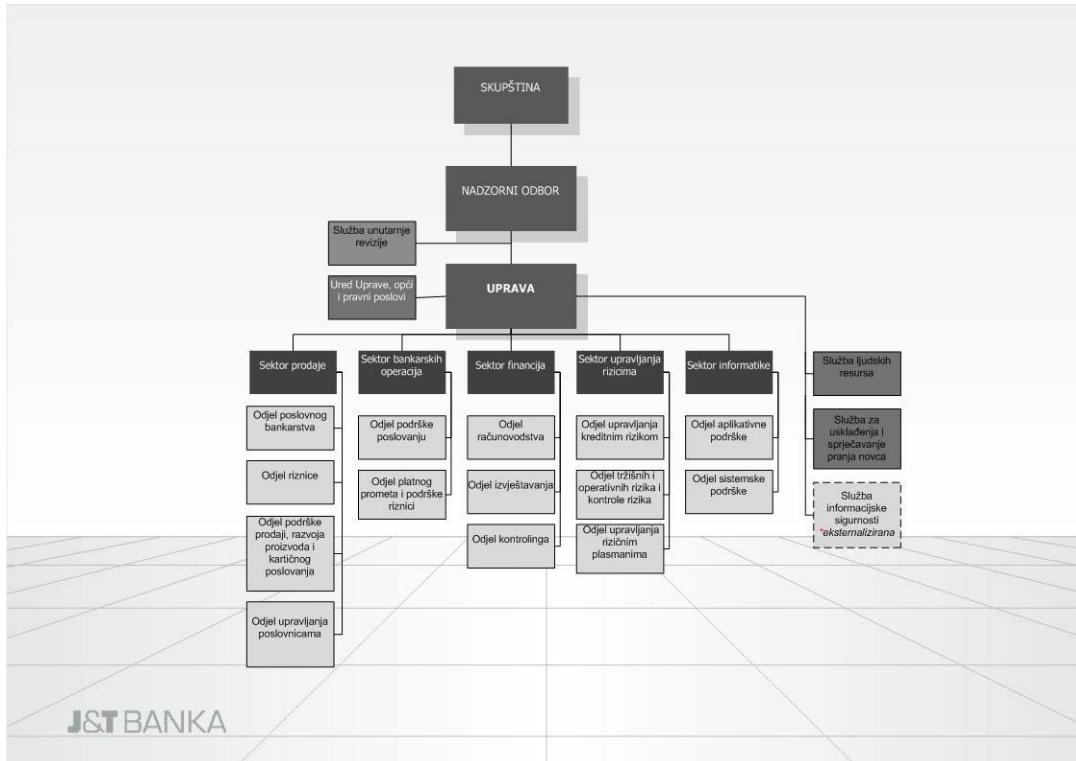 SKUPŠTINA
NADZORNI ODBOR
Služba unutarnje
revizije
Ured Uprave, opći
i pravni poslovi
UPRAVA
Sektor prodaje
Sektor bankarskih
operacija
Sektor financija
Sektor upravljanja
rizicima
Sektor informatike
Služba ljudskih
resursa
Odjel poslovnog
bankarstva
Odjel riznice
Odjel podrške
prodaji, razvoja
proizvoda i
kartičnog
poslovanja
Odjel upravljanja
poslovnicama
Odjel podrške
poslovanju
Odjel platnog
prometa i podrške
riznici
Odjel
računovodstva
Odjel izvještavanja
Odjel kontrolinga
Odjel upravljanja
kreditnim rizikom
Odjel tržišnih i
operativnih rizika i
kontrole rizika
Odjel upravljanja
rizičnim
plasmanima
Odjel aplikativne
podrške
Odjel sistemske
podrške
Služba za
usklađenja i
sprječavanje
pranja novca
Služba
informacijske
sigurnosti
*eksternalizirana
J&T BANKA